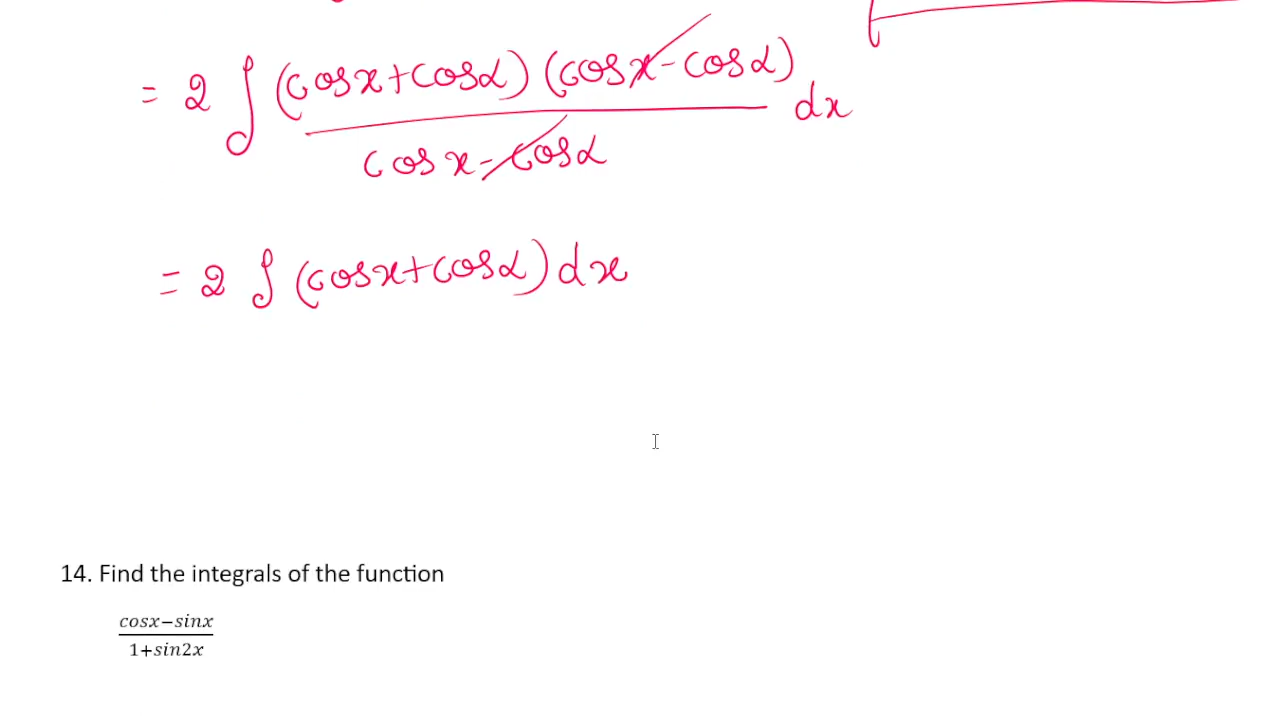 = 2 ∫ (cosx+cosα) (cosx-cosα) / cosx-cosα dx
= 2 ∫ (cosx+cosα) dx
14. Find the integrals of the function
cosx−sinx
1+sin2x